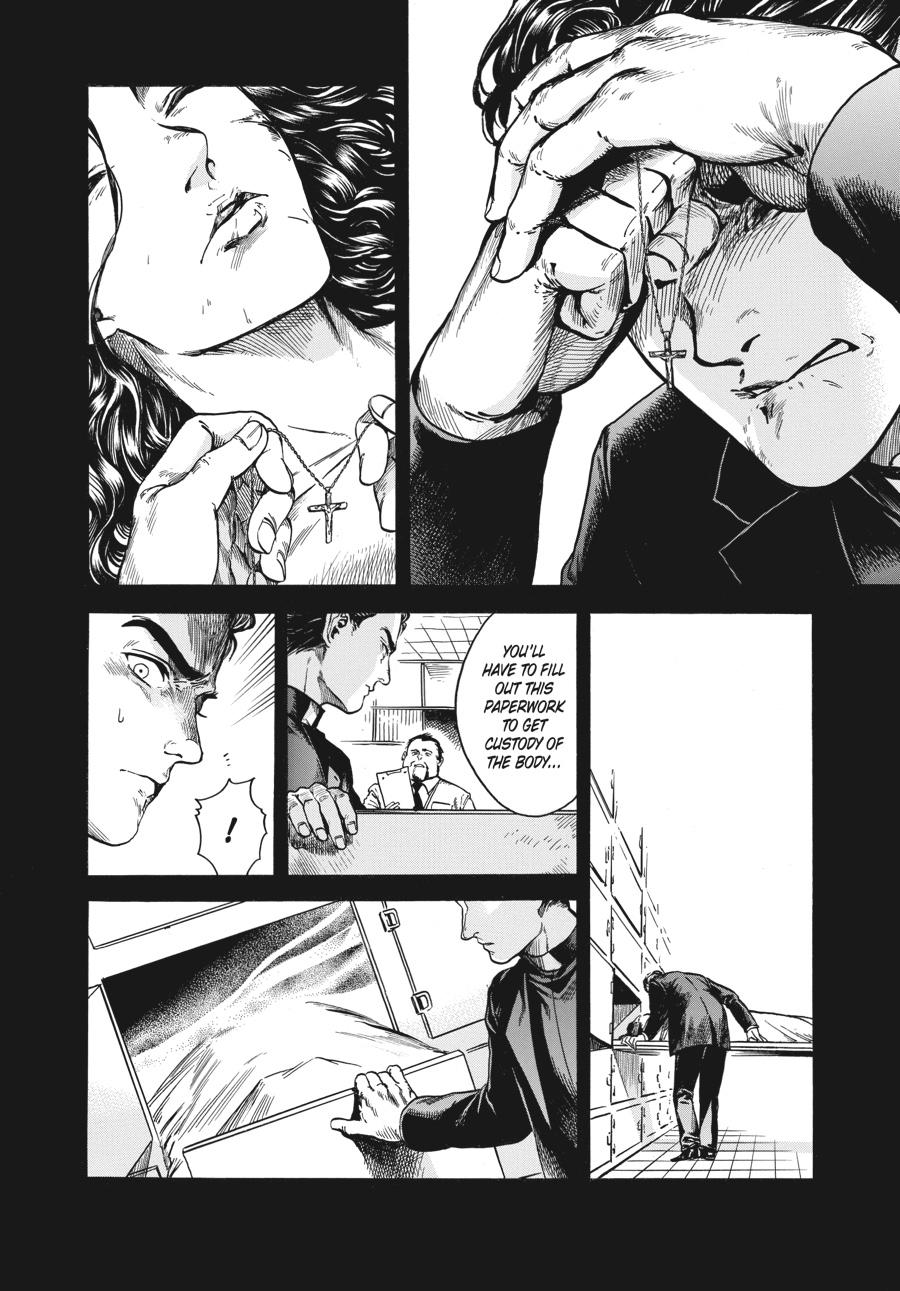 YOU'LL
HAVE TO FILL
OUT THIS
PAPERWORK
TO GET
CUSTODY OF
THE BODY...
!